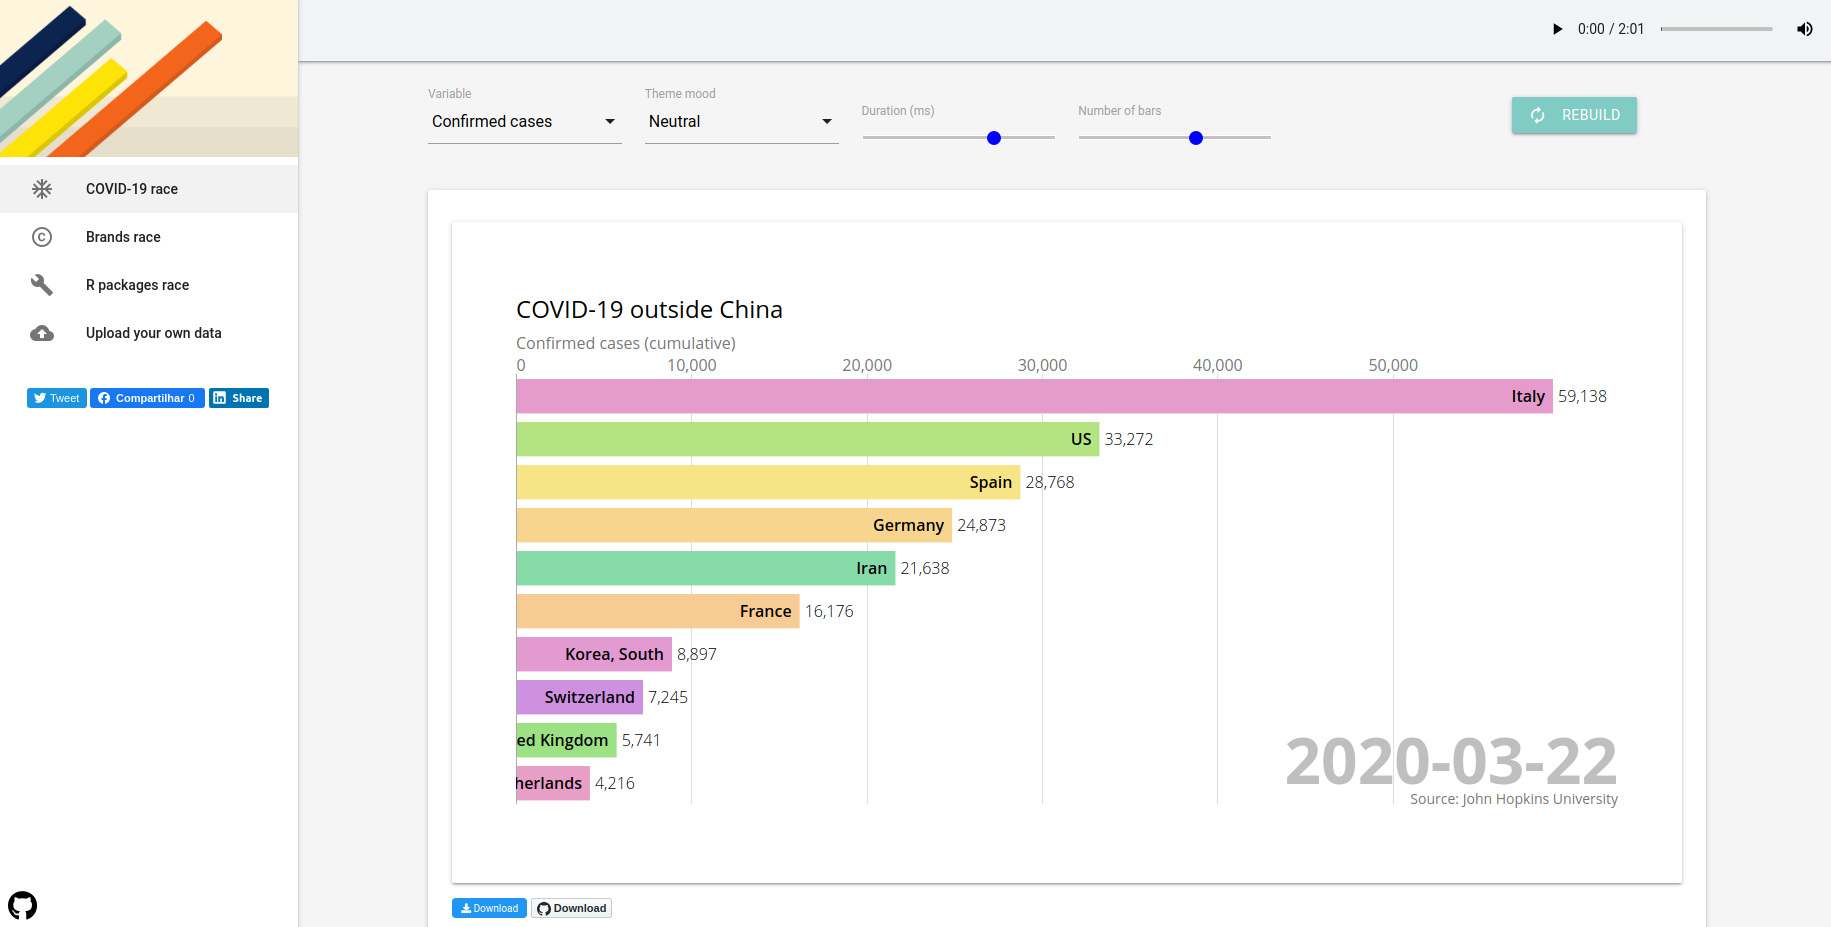 0:00 / 2:01
Variable
Confirmed cases
Theme mood
Neutral
Duration (ms)
Number of bars
REBUILD
COVID-19 race
Brands race
R packages race
Upload your own data
Tweet
Compartilhar 0
Share
COVID-19 outside China
Confirmed cases (cumulative)
0 10,000 20,000 30,000 40,000 50,000
Italy 59,138
US 33,272
Spain 28,768
Germany 24,873
Iran 21,638
France 16,176
Korea, South 8,897
Switzerland 7,245
ed Kingdom 5,741
herlands 4,216
2020-03-22
Source: John Hopkins University
Download
Download